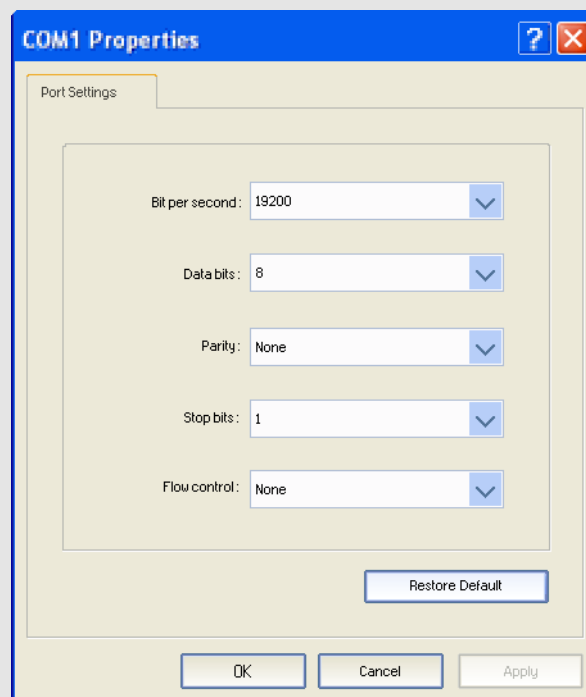 COM1 Properties
Port Settings
Bit per second: 19200
Data bits: 8
Parity: None
Stop bits: 1
Flow control: None
Restore Default
OK Cancel Apply